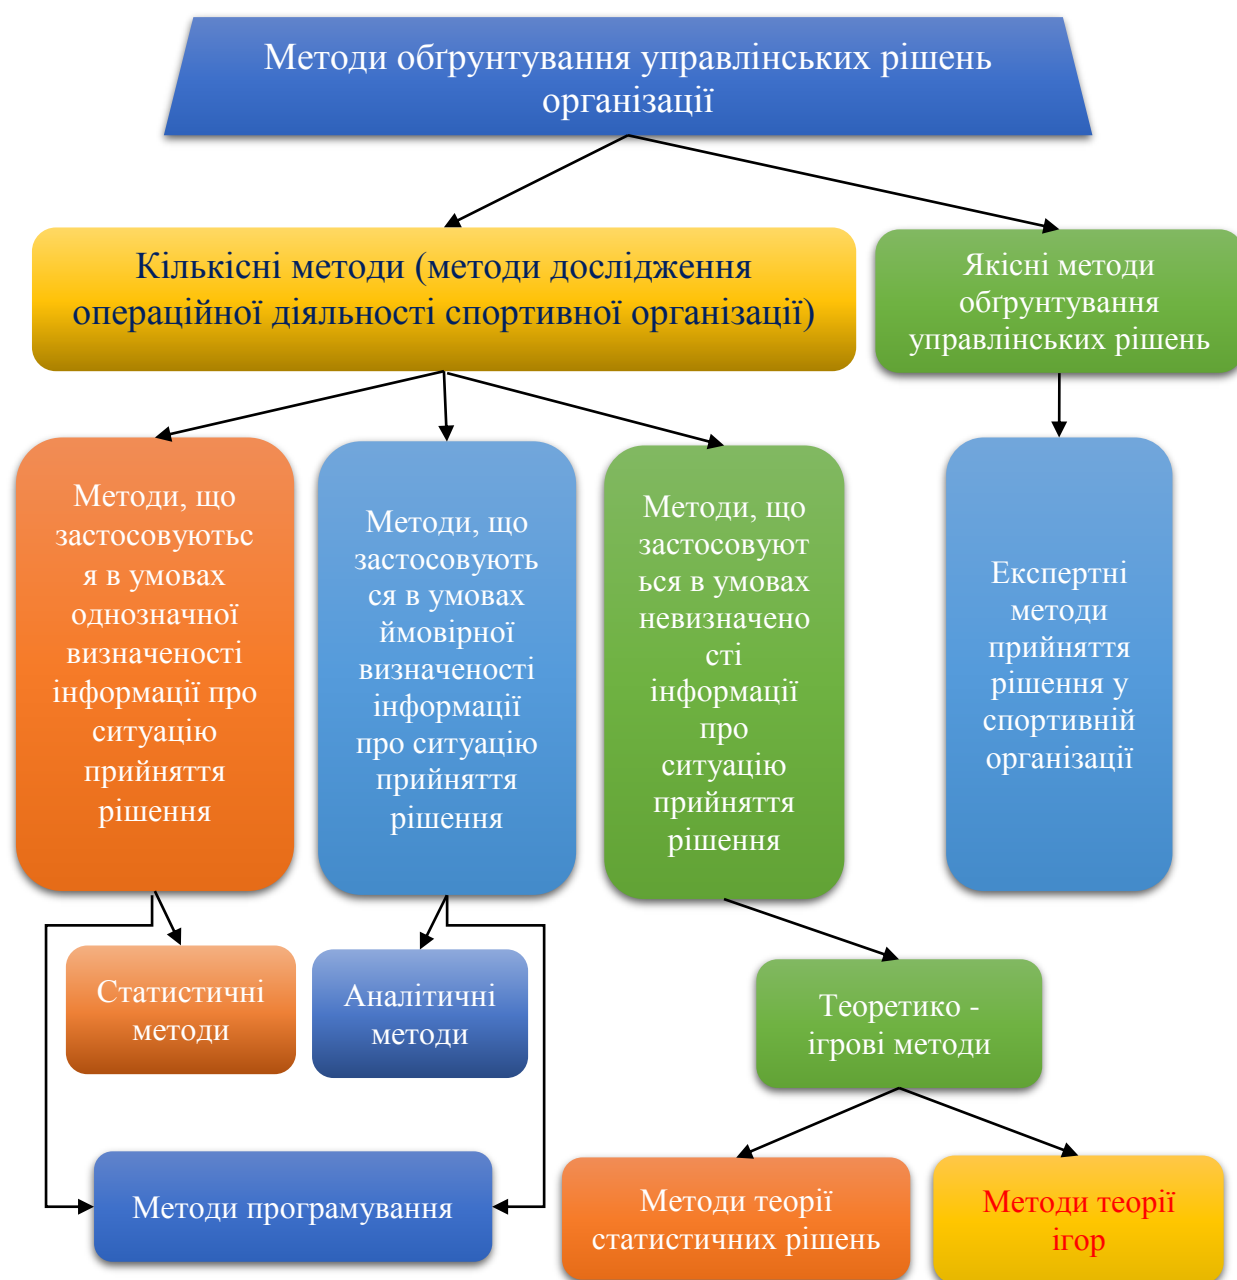 Методи обґрунтування управлінських рішень
організації
Кількісні методи (методи дослідження
операційної діяльності спортивної організації)
Якісні методи
обґрунтування
управлінських рішень
Методи, що
застосовуютьс
я в умовах
однозначної
визначеності
інформації про
ситуацію
прийняття
рішення
Методи, що
застосовують
ся в умовах
ймовірної
визначеності
інформації
про ситуацію
прийняття
рішення
Методи, що
застосовуют
ься в умовах
невизначено
сті
інформації
про
ситуацію
прийняття
рішення
Експертні
методи
прийняття
рішення у
спортивній
організації
Статистичні
методи
Аналітичні
методи
Теоретико -
ігрові методи
Методи програмування
Методи теорії
статистичних рішень
Методи теорії
ігор